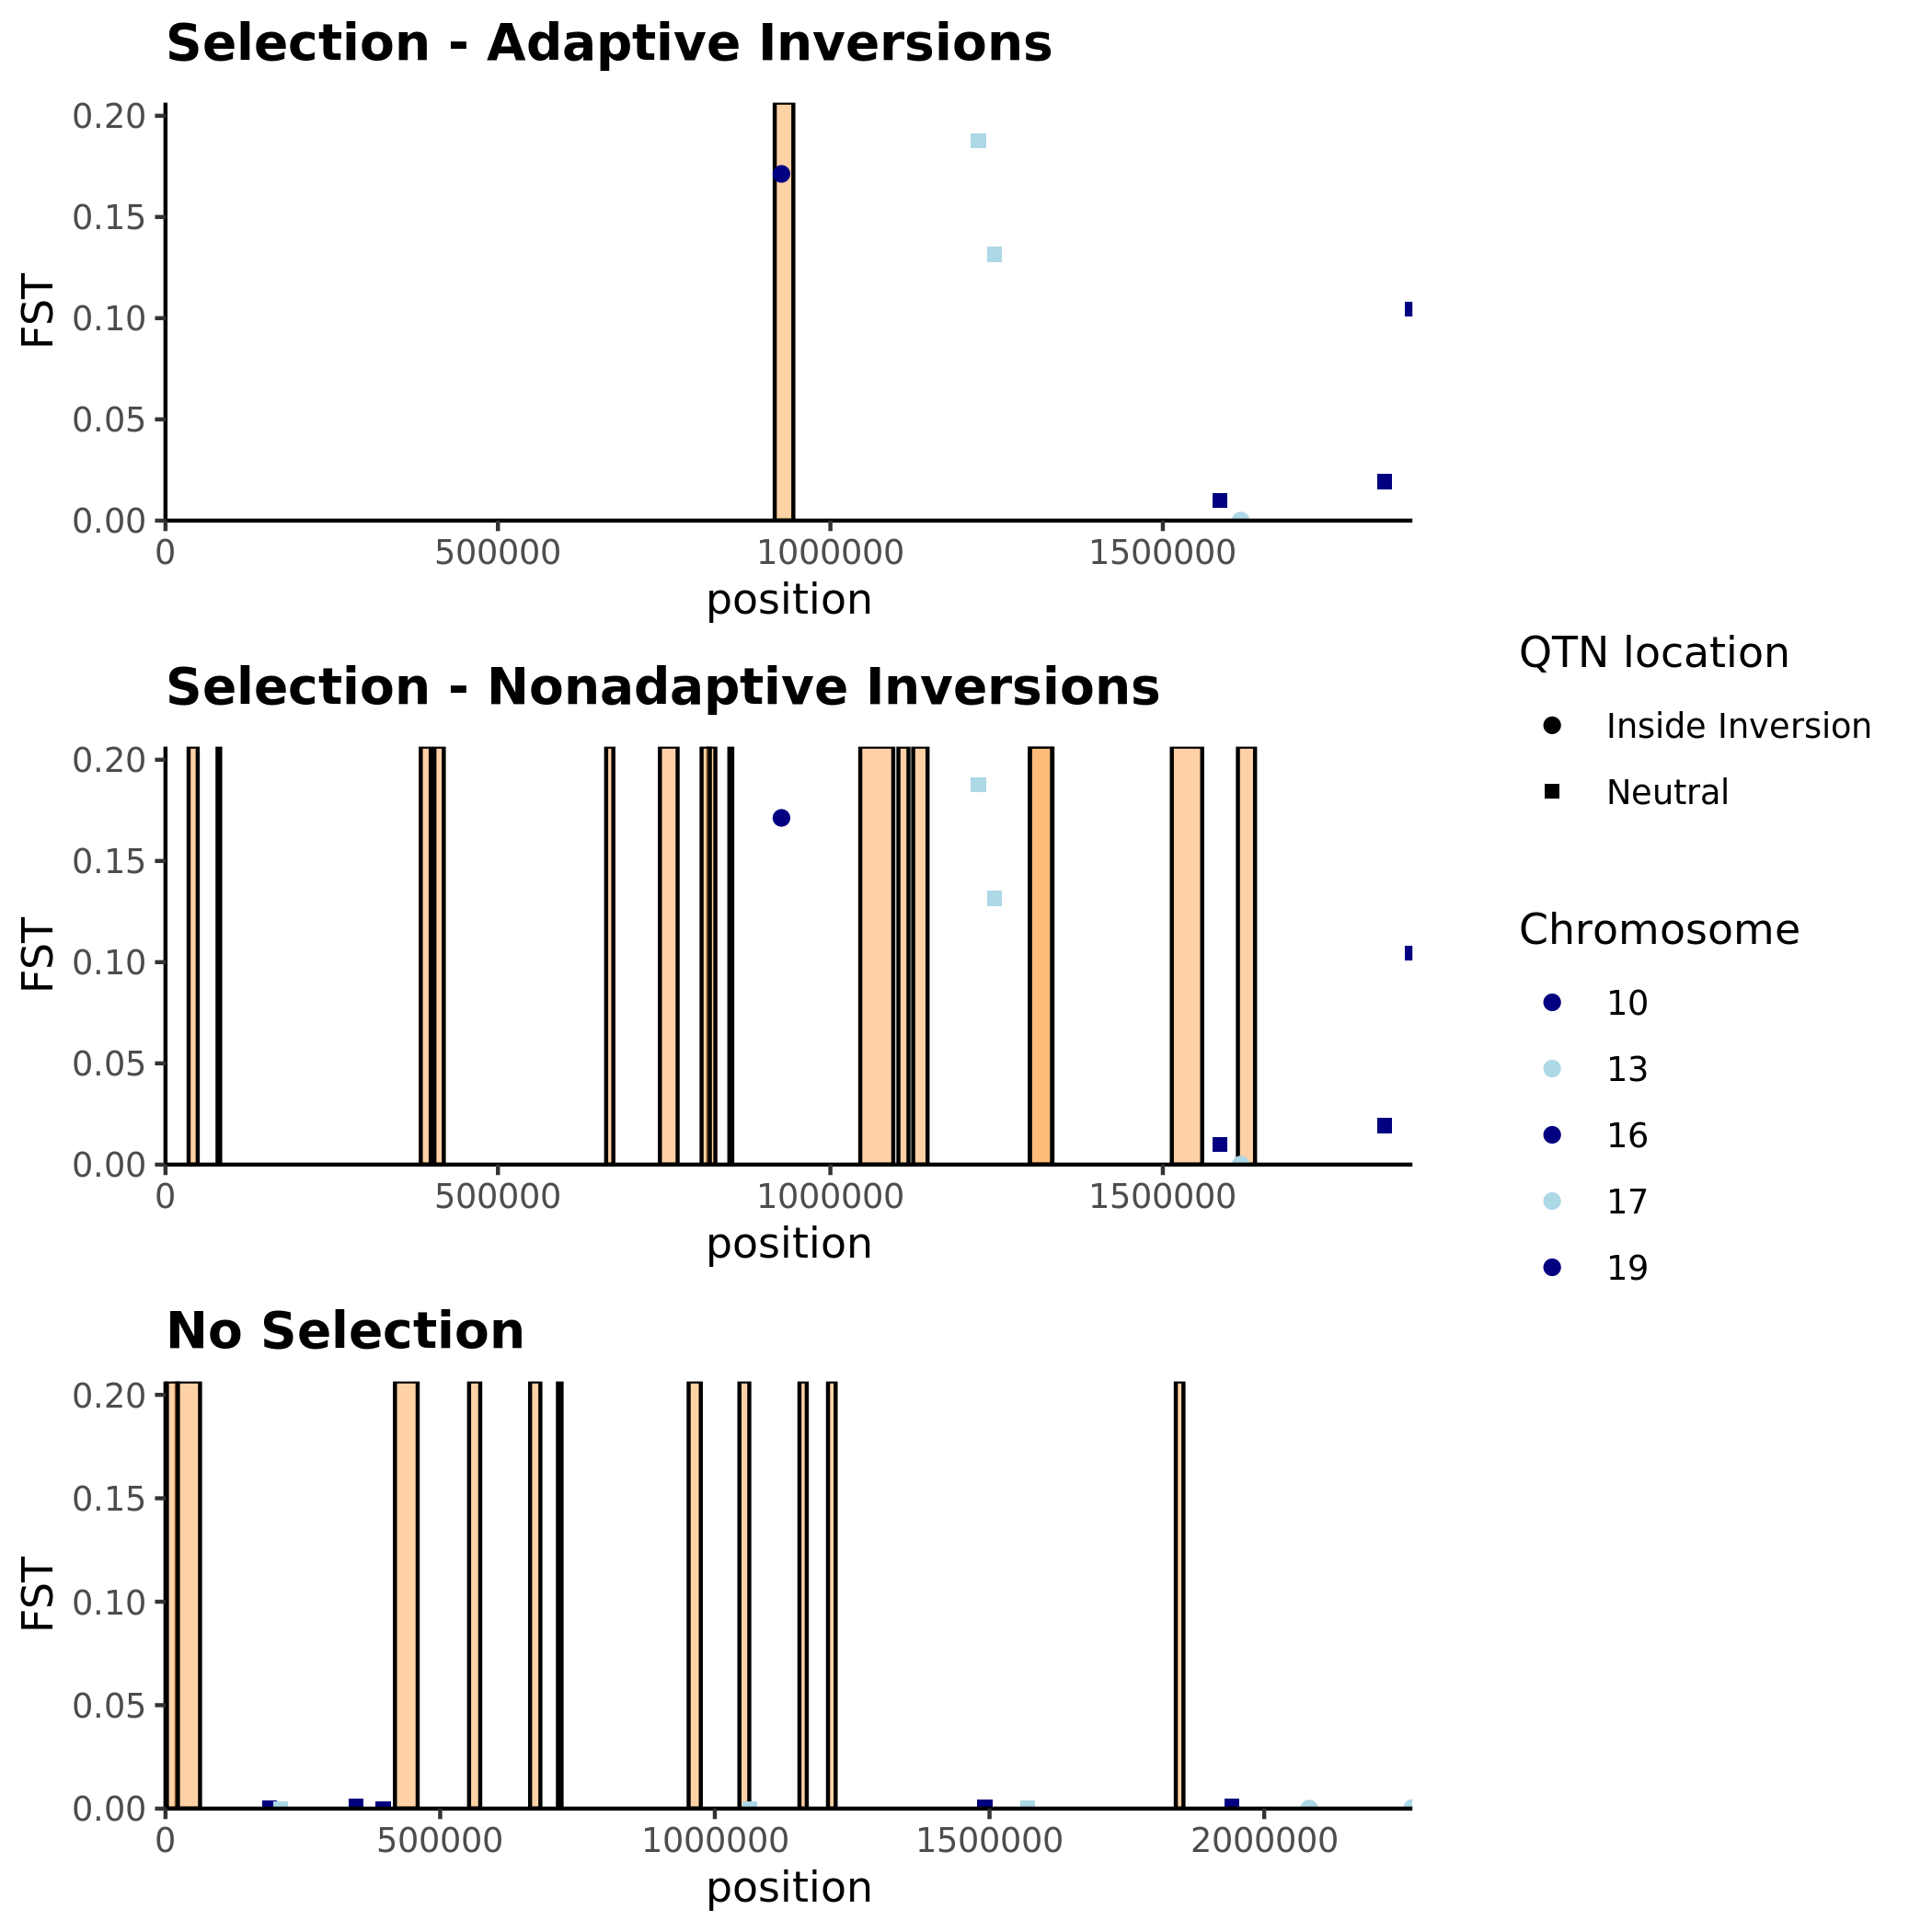 Selection - Adaptive Inversions
0.20
0.15
0.10
0.05
0.00
FST
0 500000 1000000 1500000
position
Selection - Nonadaptive Inversions
0.20
0.15
0.10
0.05
0.00
FST
0 500000 1000000 1500000
position
No Selection
0.20
0.15
0.10
0.05
0.00
FST
0 500000 1000000 1500000 2000000
position
QTN location
Inside Inversion
Neutral
Chromosome
10
13
16
17
19